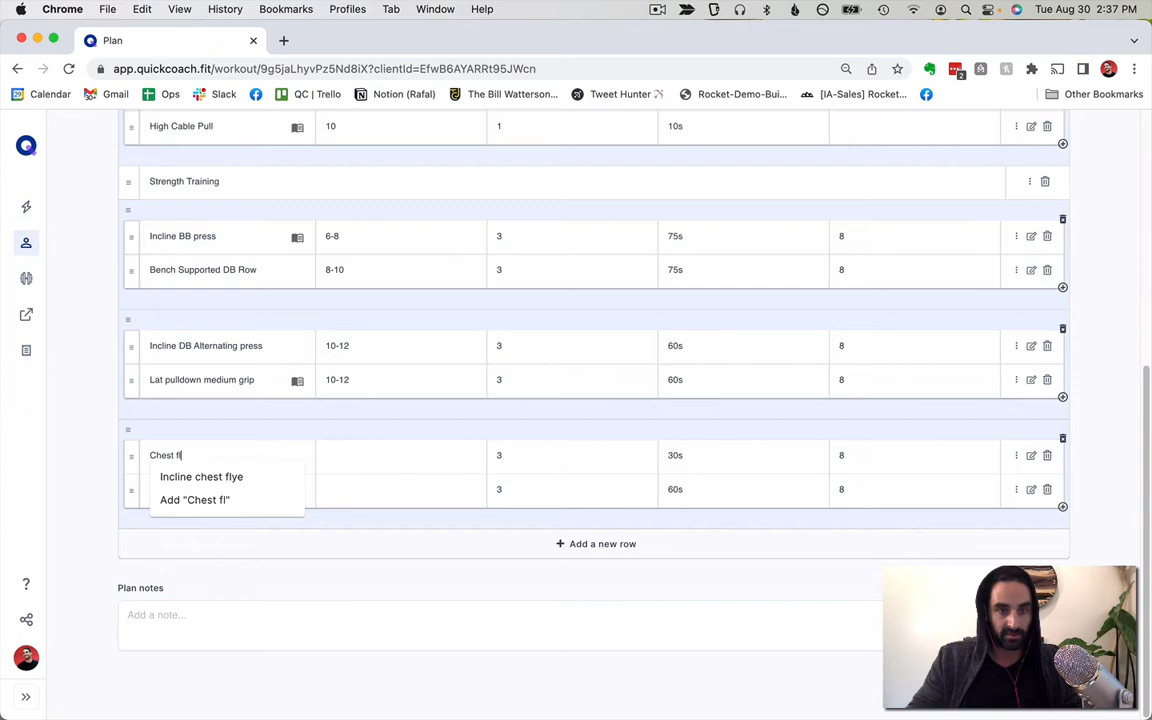 Chrome File Edit View History Bookmarks Profiles Tab Window Help Tue Aug 30 2:37 PM
Plan
app.quickcoach.fit/workout/9g5jaLhyvPz5Nd8iX?clientId=EfwB6AYARRt95JWcn
Calendar Gmail Ops Slack QC | Trello Notion (Rafal) The Bill Watterson... Tweet Hunter Rocket-Demo-Bui... [IA-Sales] Rocket... Other Bookmarks
High Cable Pull 10 1 10s
Strength Training
Incline BB press 6-8 3 75s 8
Bench Supported DB Row 8-10 3 75s 8
Incline DB Alternating press 10-12 3 60s 8
Lat pulldown medium grip 10-12 3 60s 8
Chest fl 3 30s 8
Incline chest flye
3 60s 8
Add "Chest fl"
+ Add a new row
Plan notes
Add a note...